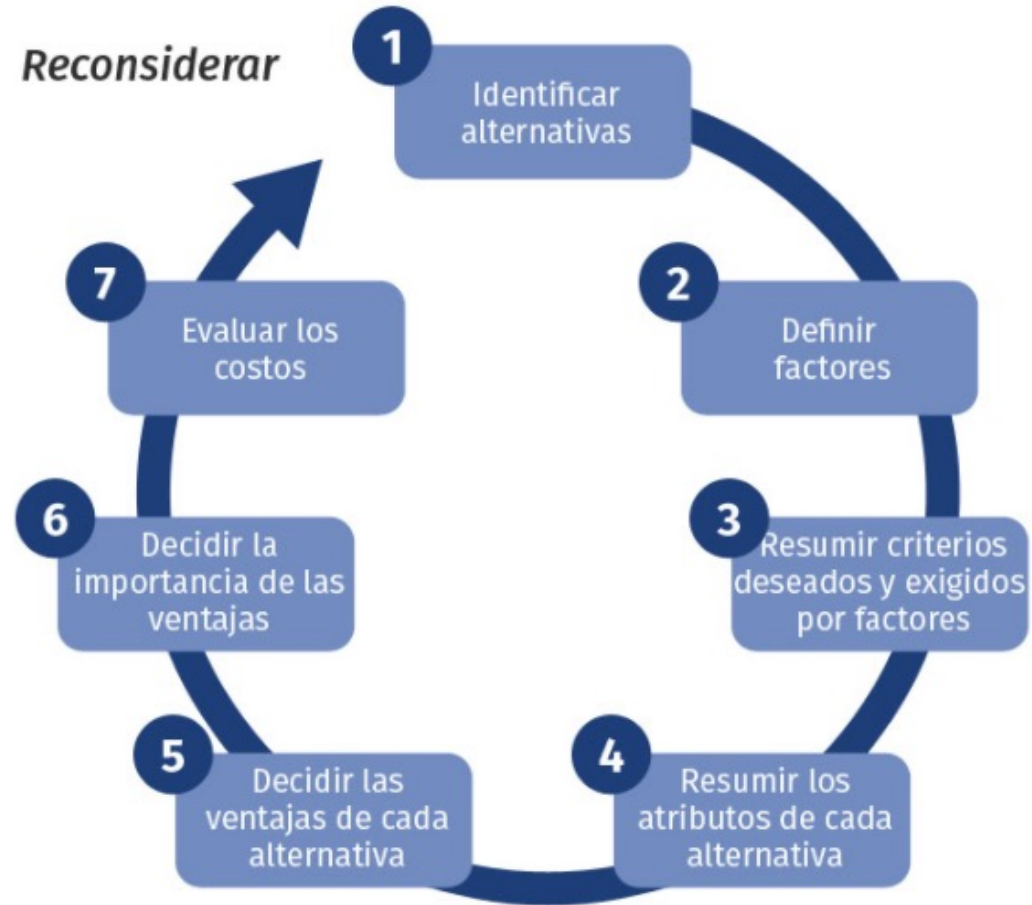 Reconsiderar
1
Identificar
alternativas
2
Definir
factores
3
Resumir criterios
deseados y exigidos
por factores
4
Resumir los
atributos de cada
alternativa
5
Decidir las
ventajas de cada
alternativa
6
Decidir la
importancia de las
ventajas
7
Evaluar los
costos